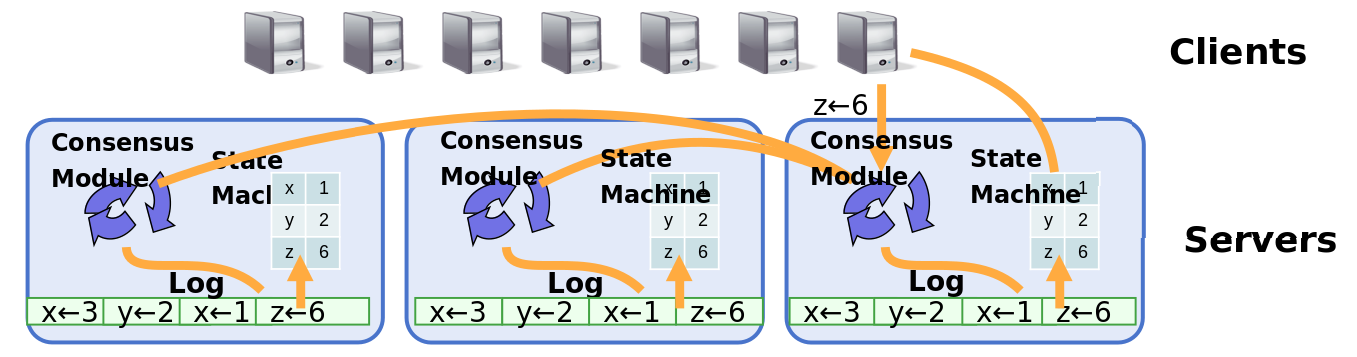 Clients
z←6
Consensus
Module
State
Mac
x 1
y 2
z 6
Log
x←3 y←2 x←1 z←6
Consensus
Module
State
Machine
x 1
y 2
z 6
Log
x←3 y←2 x←1 z←6
Consensus
Module
State
Machine
x 1
y 2
z 6
Log
x←3 y←2 x←1 z←6
Servers